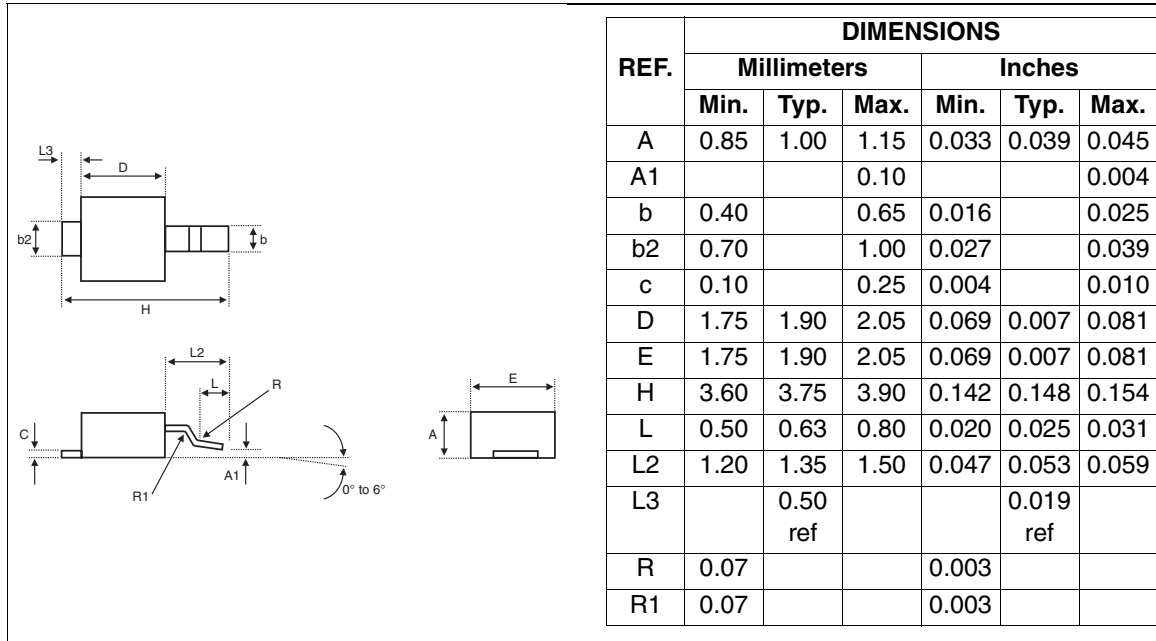 L3
D
b2
b
H
L2
L
R
C
A1
R1
0° to 6°
E
A
DIMENSIONS
REF. Millimeters Inches
Min. Typ. Max. Min. Typ. Max.
A 0.85 1.00 1.15 0.033 0.039 0.045
A1 0.10 0.004
b 0.40 0.65 0.016 0.025
b2 0.70 1.00 0.027 0.039
c 0.10 0.25 0.004 0.010
D 1.75 1.90 2.05 0.069 0.007 0.081
E 1.75 1.90 2.05 0.069 0.007 0.081
H 3.60 3.75 3.90 0.142 0.148 0.154
L 0.50 0.63 0.80 0.020 0.025 0.031
L2 1.20 1.35 1.50 0.047 0.053 0.059
L3 0.50 0.019
ref ref
R 0.07 0.003
R1 0.07 0.003